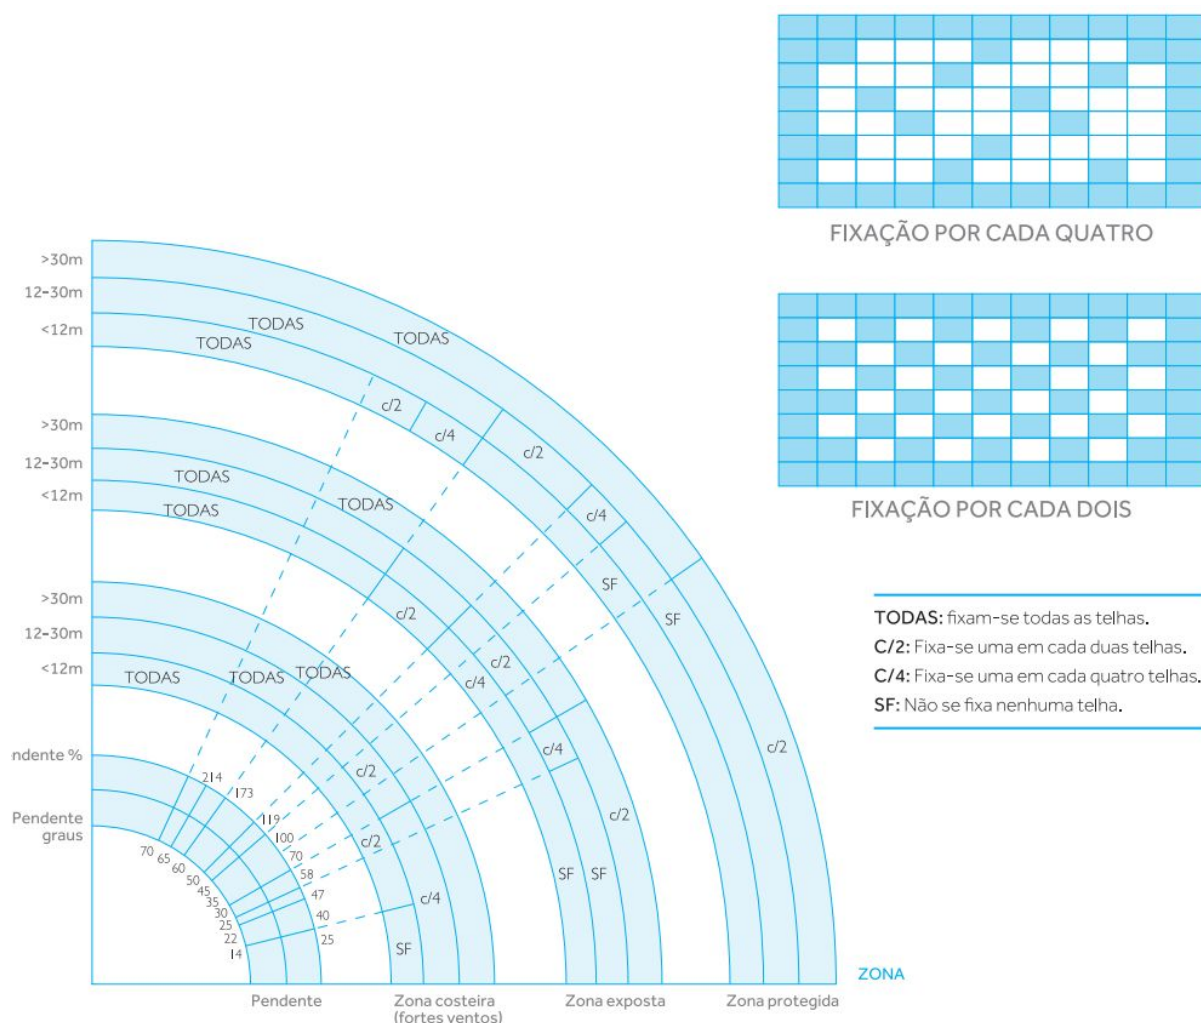 FIXAÇÃO POR CADA QUATRO
FIXAÇÃO POR CADA DOIS
TODAS: fixam-se todas as telhas.
C/2: Fixa-se uma em cada duas telhas.
C/4: Fixa-se uma em cada quatro telhas.
SF: Não se fixa nenhuma telha.
>30m
12-30m
<12m
TODAS
TODAS
TODAS
c/2
c/4
c/2
c/4
SF
SF
c/2
>30m
12-30m
<12m
TODAS
TODAS
TODAS
c/2
c/2
c/4
c/4
c/2
SF
SF
>30m
12-30m
<12m
TODAS
TODAS
TODAS
c/2
c/2
c/4
SF
ndente %
214
173
119
100
70
58
47
40
25
Pendente
graus
70
65
60
50
45
35
30
25
22
14
ZONA
Pendente
Zona costeira
(fortes ventos)
Zona exposta
Zona protegida